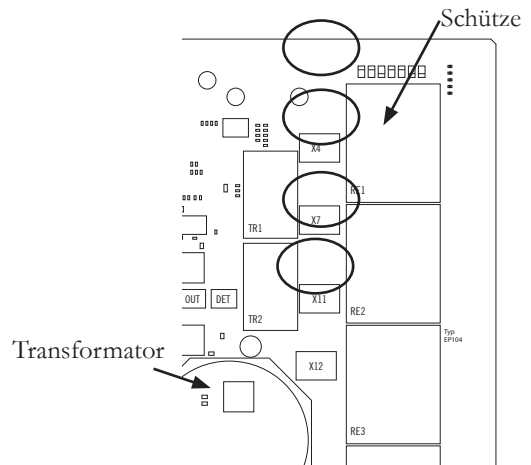 Schütze
X4
RE1
X7
TR1
OUT
DET
X11
TR2
RE2
Typ
EP104
Transformator
X12
RE3